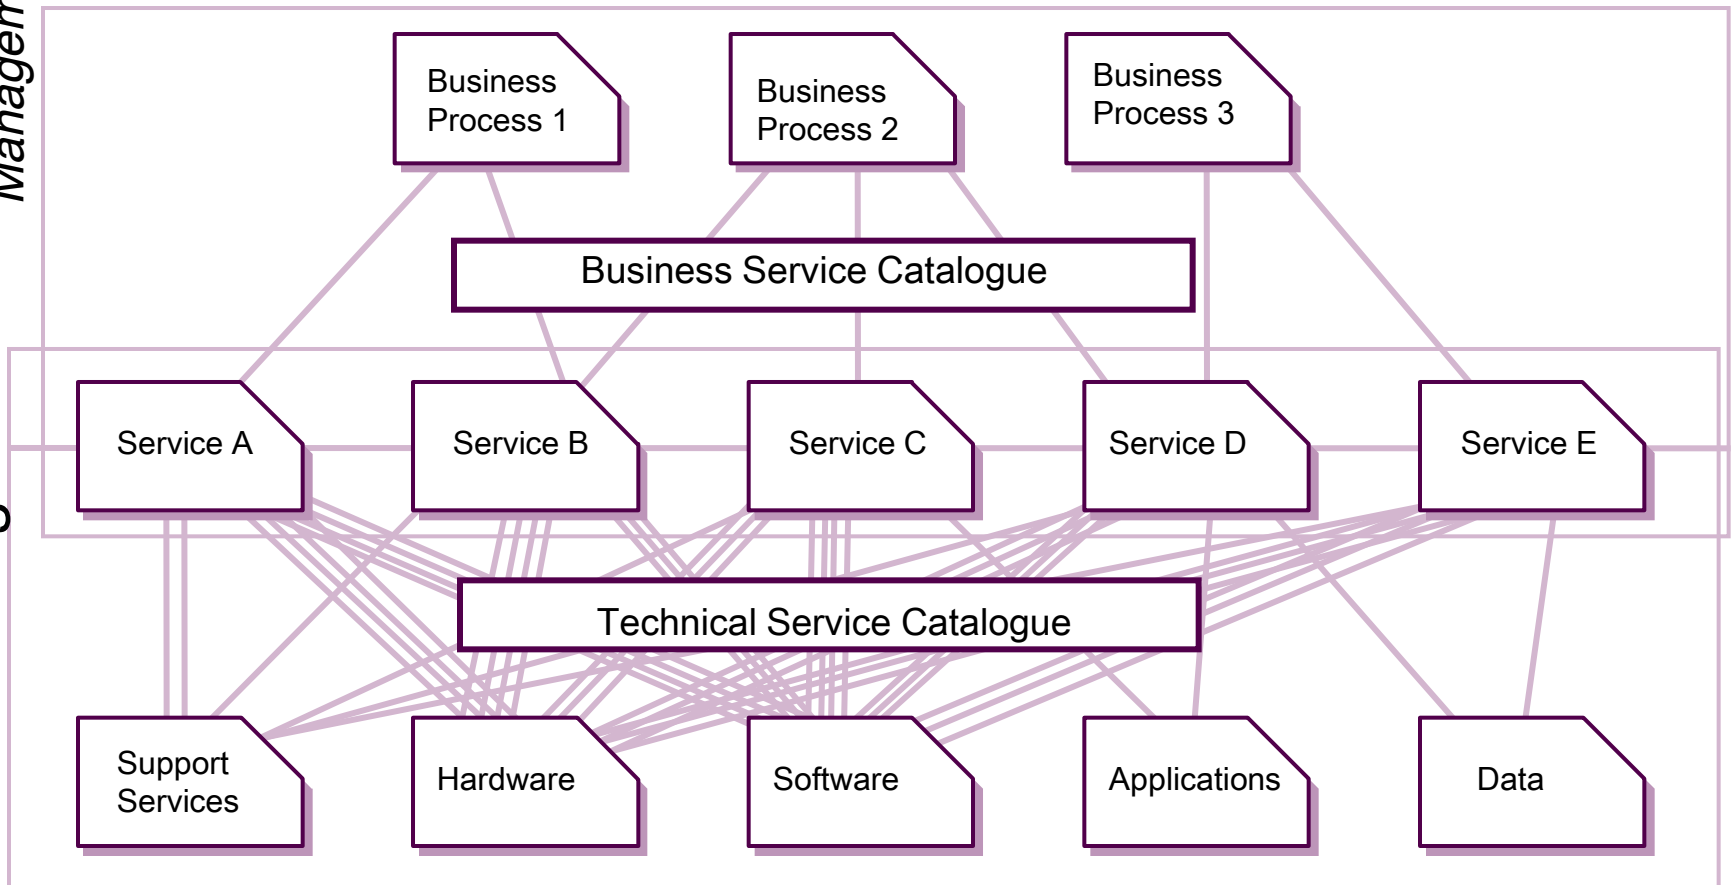 Business
Process 1
Business
Process 2
Business
Process 3
Business Service Catalogue
Service A
Service B
Service C
Service D
Service E
Technical Service Catalogue
Support
Services
Hardware
Software
Applications
Data